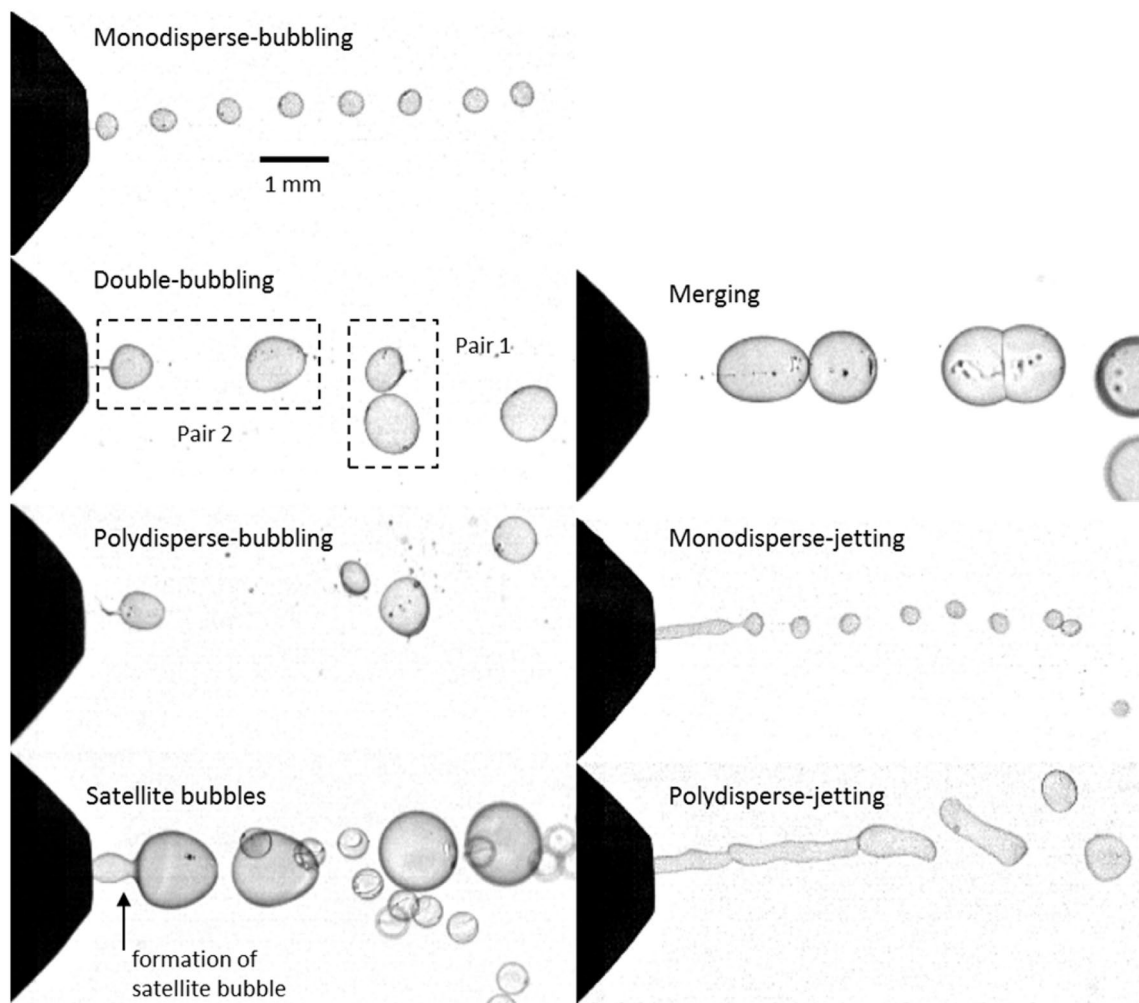 Monodisperse-bubbling
1 mm
Double-bubbling
Pair 1
Pair 2
Merging
Polydisperse-bubbling
Monodisperse-jetting
Satellite bubbles
formation of
satellite bubble
Polydisperse-jetting